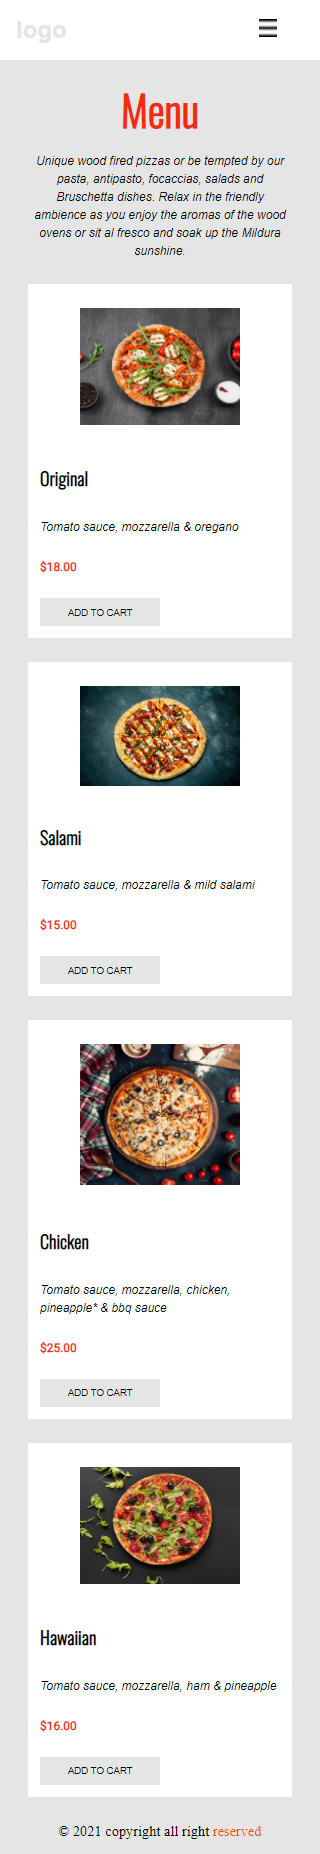 logo
Menu
Unique wood fired pizzas or be tempted by our
pasta, antipasto, focaccias, salads and
Bruschetta dishes. Relax in the friendly
ambience as you enjoy the aromas of the wood
ovens or sit al fresco and soak up the Mildura
sunshine.
Original
Tomato sauce, mozzarella & oregano
$18.00
ADD TO CART
Salami
Tomato sauce, mozzarella & mild salami
$15.00
ADD TO CART
Chicken
Tomato sauce, mozzarella, chicken,
pineapple* & bbq sauce
$25.00
ADD TO CART
Hawaiian
Tomato sauce, mozzarella, ham & pineapple
$16.00
ADD TO CART
© 2021 copyright all right reserved